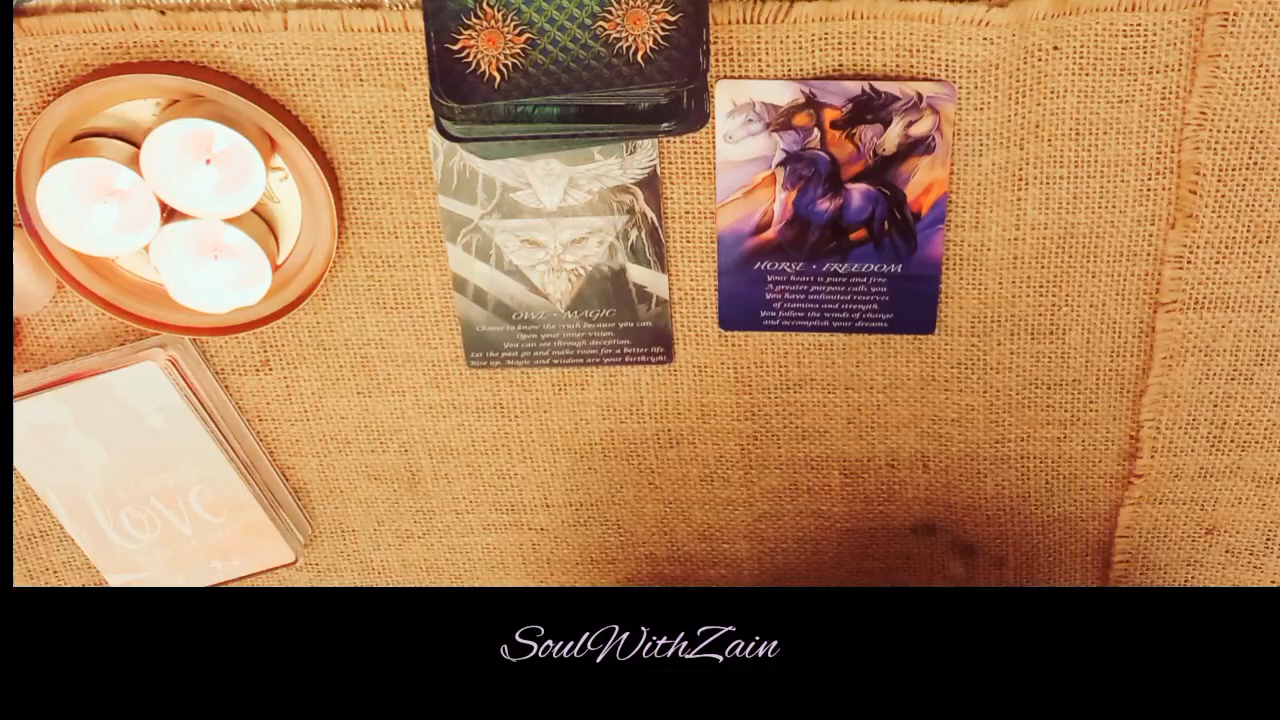 OWL • MAGIC
Choose to know the truth because you can.
Open your inner vision.
You can see through deception.
Let the past go and make room for a better life.
Rise up. Magic and wisdom are your birthright
HORSE • FREEDOM
Your heart is pure and free.
A greater purpose calls you.
You have unlimited reserves
of stamina and strength.
You follow the winds of change
and accomplish your dreams.
love
SoulWithZain